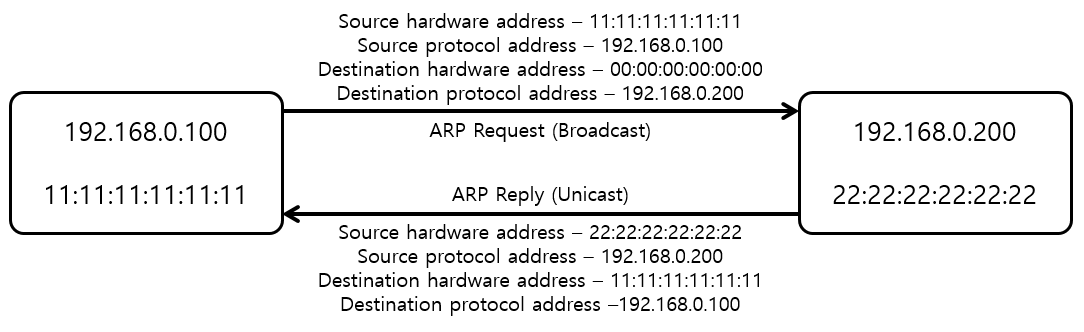 Source hardware address – 11:11:11:11:11:11
Source protocol address – 192.168.0.100
Destination hardware address – 00:00:00:00:00:00
Destination protocol address – 192.168.0.200
192.168.0.100
11:11:11:11:11:11
ARP Request (Broadcast)
ARP Reply (Unicast)
192.168.0.200
22:22:22:22:22:22
Source hardware address – 22:22:22:22:22:22
Source protocol address – 192.168.0.200
Destination hardware address – 11:11:11:11:11:11
Destination protocol address –192.168.0.100